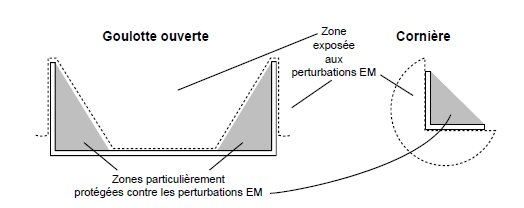 Goulotte ouverte
Zone
exposée
aux
perturbations EM
Cornière
Zones particulièrement
protégées contre les perturbations EM